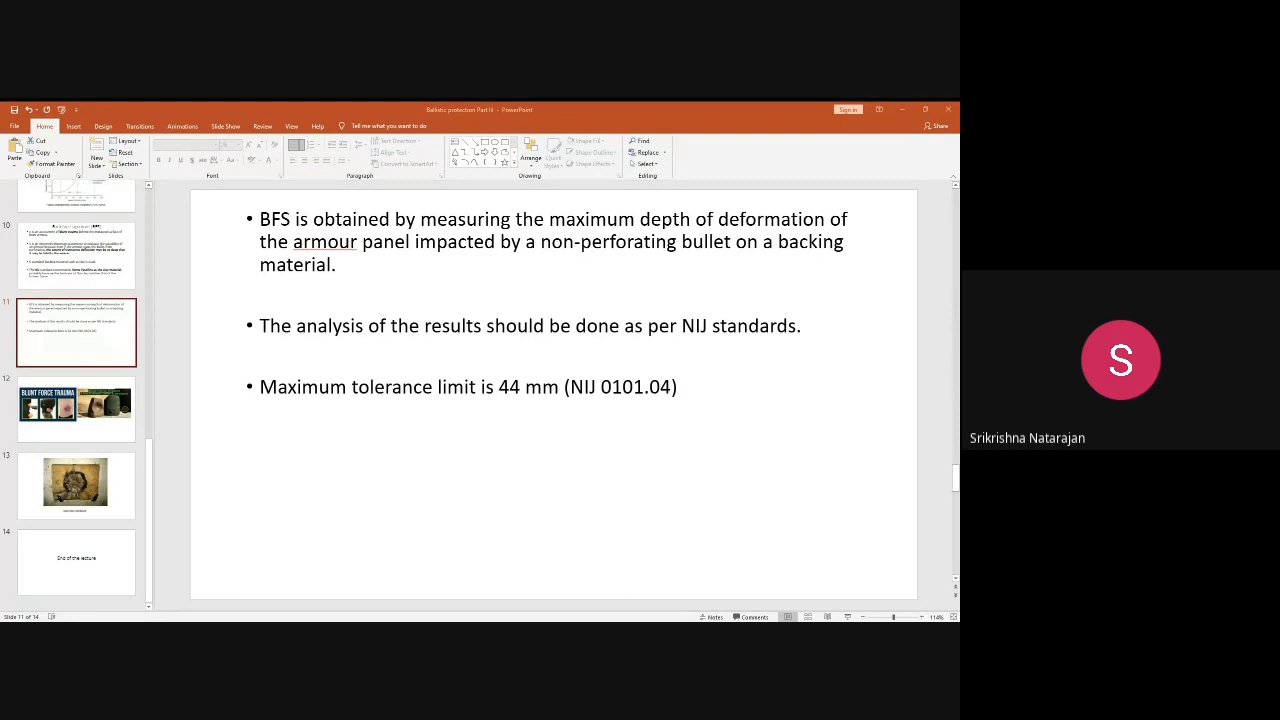 Ballistic protection Part III - PowerPoint
Sign in
File Home Insert Design Transitions Animations Slide Show Review View Help Tell me what you want to do
Share
Paste
Cut
Copy
Format Painter
Clipboard
New
Slide
Layout
Reset
Section
Slides
Font
Text Direction
Align Text
Convert to SmartArt
Paragraph
Arrange
Quick
Styles
Shape Fill
Shape Outline
Shape Effects
Drawing
Find
Replace
Select
Editing
10
11
12
BLUNT FORCE TRAUMA
13
14
End of the lecture
• BFS is obtained by measuring the maximum depth of deformation of
the armour panel impacted by a non-perforating bullet on a backing
material.
• The analysis of the results should be done as per NIJ standards.
• Maximum tolerance limit is 44 mm (NIJ 0101.04)
S
Srikrishna Natarajan
Slide 11 of 14
Notes
Comments
114%